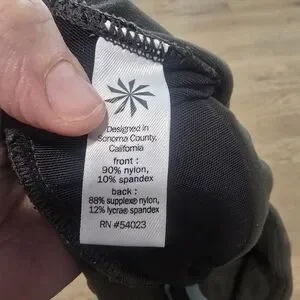 Designed in
Sonoma County,
California
front :
90% nylon,
10% spandex
back :
88% supplex® nylon,
12% lycra® spandex
RN #54023